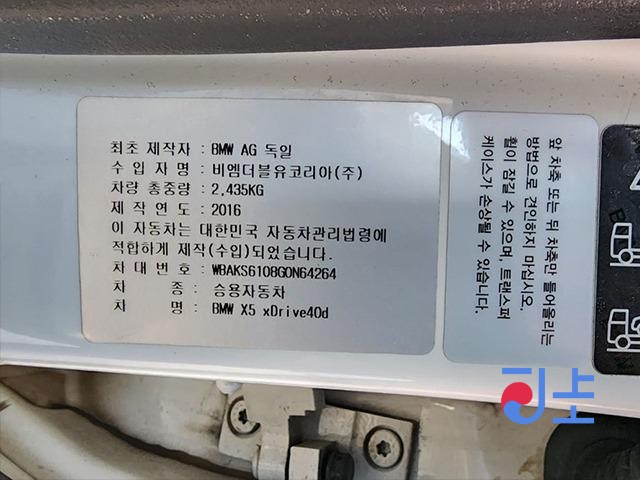 최초 제작자 : BMW AG 독일
수 입 자 명 : 비엠더블유코리아(주)
차량 총중량 : 2,435KG
제 작 연 도 : 2016
이 자동차는 대한민국 자동차관리법령에
적합하게 제작(수입)되었습니다.
차 대 번 호 : WBAKS6108G0N64264
차 종 : 승용자동차
차 명 : BMW X5 xDrive40d
앞 차축 또는 뒤 차축만 들어올리는
방법으로 견인하지 마십시오.
휠이 잠길 수 있으며, 트랜스퍼
케이스가 손상될 수 있습니다.